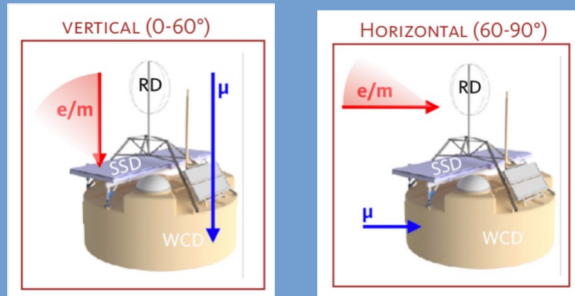 VERTICAL (0-60°)
RD
μ
e/m
SSD
WCD
HORIZONTAL (60-90°)
RD
e/m
SSD
μ
WCD